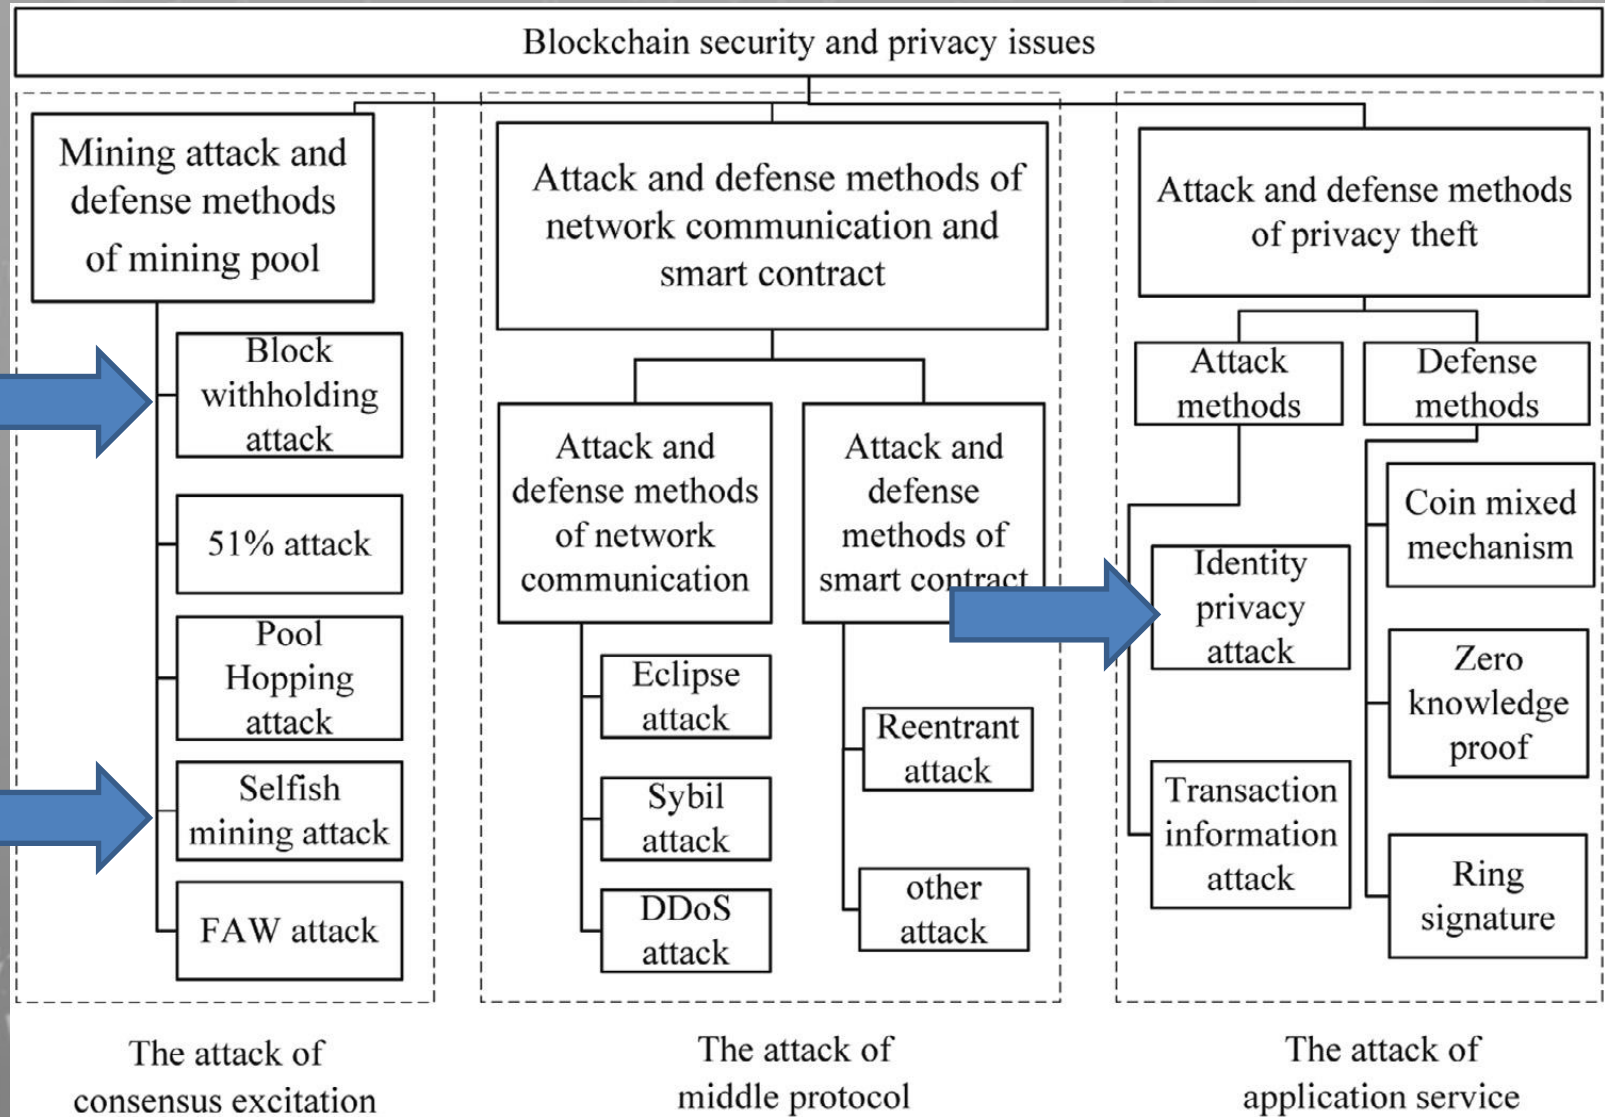 Blockchain security and privacy issues
Mining attack and
defense methods
of mining pool
Block
withholding
attack
51% attack
Pool
Hopping
attack
Selfish
mining attack
FAW attack
The attack of
consensus excitation
Attack and defense methods of
network communication and
smart contract
Attack and
defense methods
of network
communication
Eclipse
attack
Sybil
attack
DDoS
attack
Attack and
defense
methods of
smart contract
Reentrant
attack
other
attack
The attack of
middle protocol
Attack and defense methods
of privacy theft
Attack
methods
Identity
privacy
attack
Transaction
information
attack
Defense
methods
Coin mixed
mechanism
Zero
knowledge
proof
Ring
signature
The attack of
application service